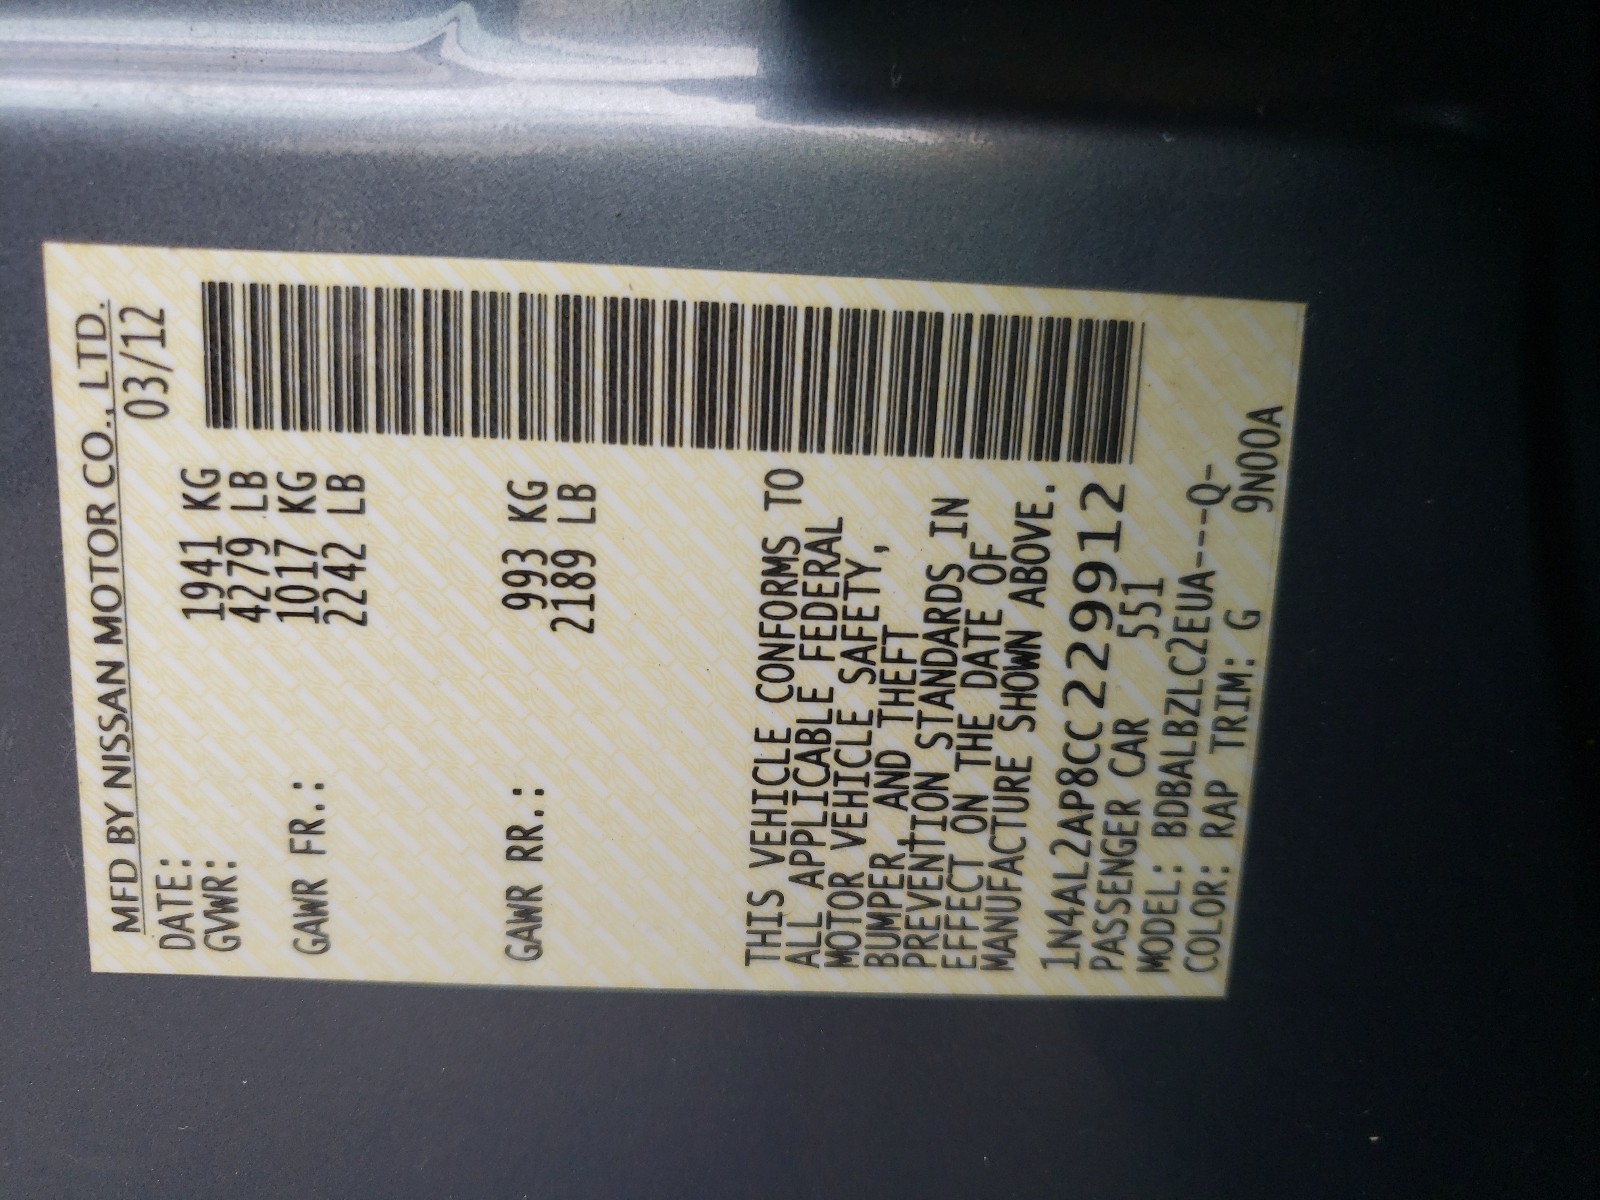 MFD BY NISSAN MOTOR CO., LTD.
DATE: 03/12
GVWR: 1941 KG
4279 LB
GAWR FR.: 1017 KG
2242 LB
GAWR RR.: 993 KG
2189 LB
THIS VEHICLE CONFORMS TO
ALL APPLICABLE FEDERAL
MOTOR VEHICLE SAFETY,
BUMPER, AND THEFT
PREVENTION STANDARDS IN
EFFECT ON THE DATE OF
MANUFACTURE SHOWN ABOVE.
1N4AL2AP8CC229912
PASSENGER CAR 551
MODEL: BDBALBZLC2EUA---Q-
COLOR: RAP TRIM: G 9N00A